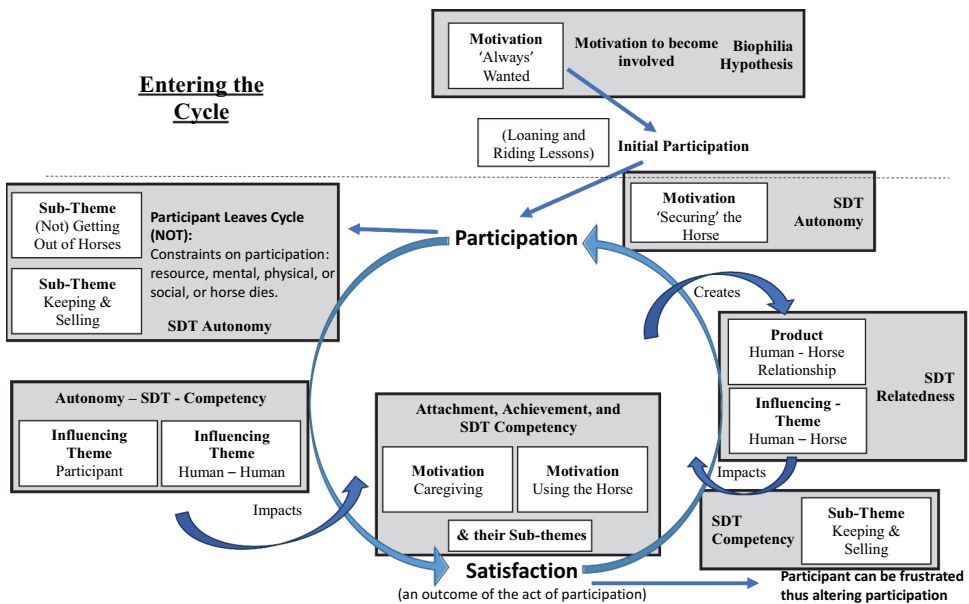 Entering the
Cycle
Motivation
‘Always’
Wanted
Motivation to become
involved
Biophilia
Hypothesis
(Loaning and
Riding Lessons)
Initial Participation
Sub-Theme
(Not) Getting
Out of Horses
Sub-Theme
Keeping &
Selling
Participant Leaves Cycle
(NOT):
Constraints on participation:
resource, mental, physical, or
social, or horse dies.
SDT Autonomy
Participation
Motivation
‘Securing’ the
Horse
SDT
Autonomy
Creates
Product
Human - Horse
Relationship
Influencing -
Theme
Human – Horse
SDT
Relatedness
Autonomy – SDT - Competency
Influencing
Theme
Participant
Influencing
Theme
Human – Human
Impacts
Attachment, Achievement, and
SDT Competency
Motivation
Caregiving
Motivation
Using the Horse
& their Sub-themes
Impacts
SDT
Competency
Sub-Theme
Keeping &
Selling
Satisfaction
(an outcome of the act of participation)
Participant can be frustrated
thus altering participation